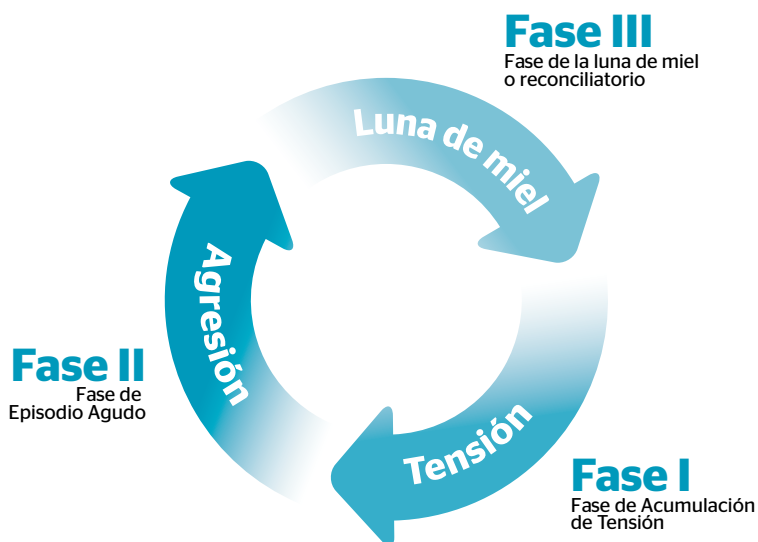 Fase III
Fase de la luna de miel
o reconciliatorio
Luna de miel
Agresión
Fase II
Fase de
Episodio Agudo
Tensión
Fase I
Fase de Acumulación
de Tensión